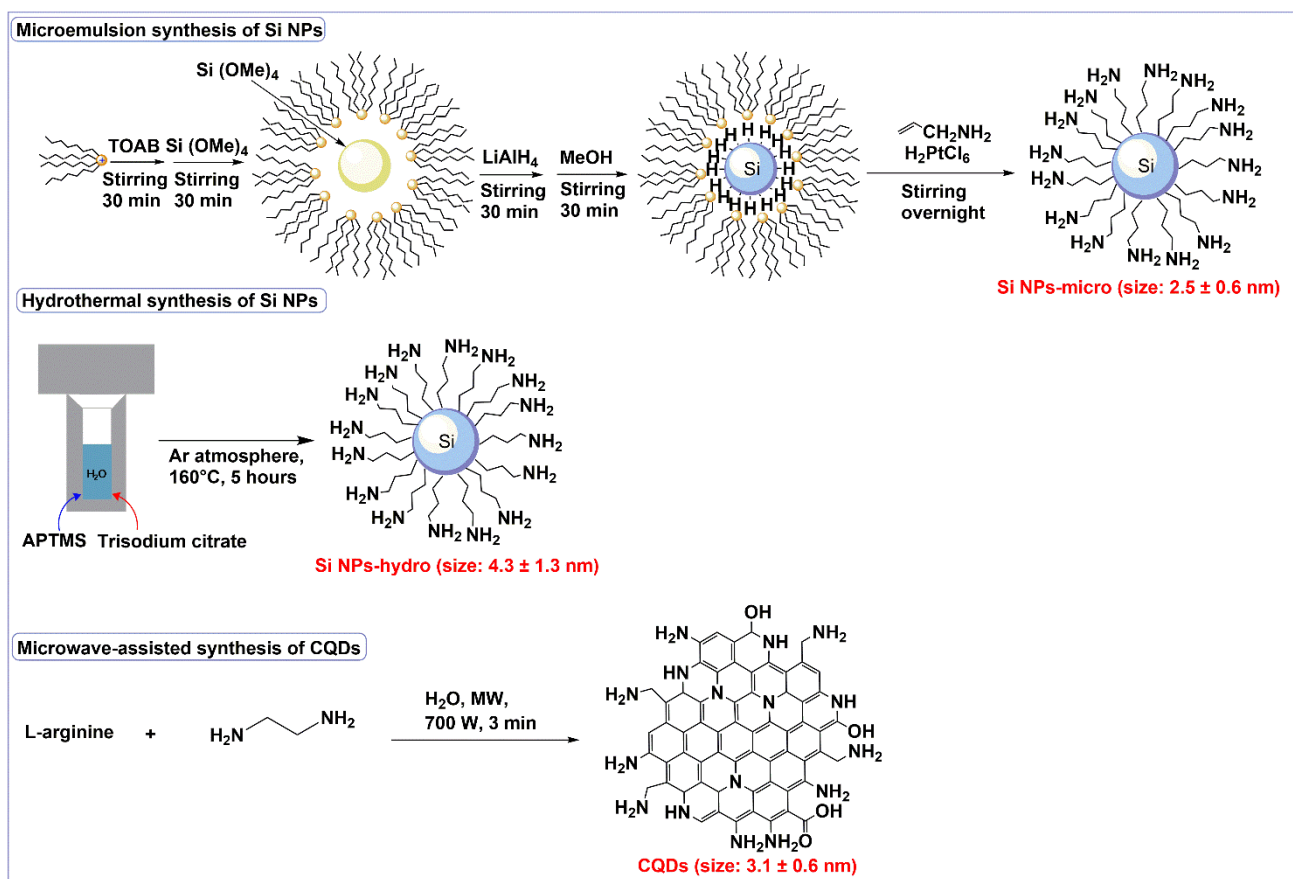 Microemulsion synthesis of Si NPs
Si (OMe)4
TOAB
Stirring
30 min
Si (OMe)4
Stirring
30 min
+
LiAlH4
Stirring
30 min
MeOH
Stirring
30 min
H H H H H H H H H H H H H H H H
Si
CH2NH2
H2PtCl6
Stirring
overnight
H2N
H2N
H2N
H2N
H2N
H2N
H2N
H2N
NH2
NH2
NH2
NH2
NH2
NH2
NH2
NH2
NH2
Si
Si NPs-micro (size: 2.5 ± 0.6 nm)
Hydrothermal synthesis of Si NPs
H2O
APTMS
Trisodium citrate
Ar atmosphere,
160°C, 5 hours
H2N
H2N
H2N
H2N
H2N
H2N
H2N
H2N
NH2
NH2
NH2
NH2
NH2
NH2
NH2
NH2
NH2
Si
Si NPs-hydro (size: 4.3 ± 1.3 nm)
Microwave-assisted synthesis of CQDs
L-arginine
+
H2N
NH2
H2O, MW,
700 W, 3 min
OH
H2N
NH
NH2
HN
N
N
NH
H2N
OH
NH2
H2N
N
NH2
H2N
HN
OH
O
NH2
NH2
CQDs (size: 3.1 ± 0.6 nm)